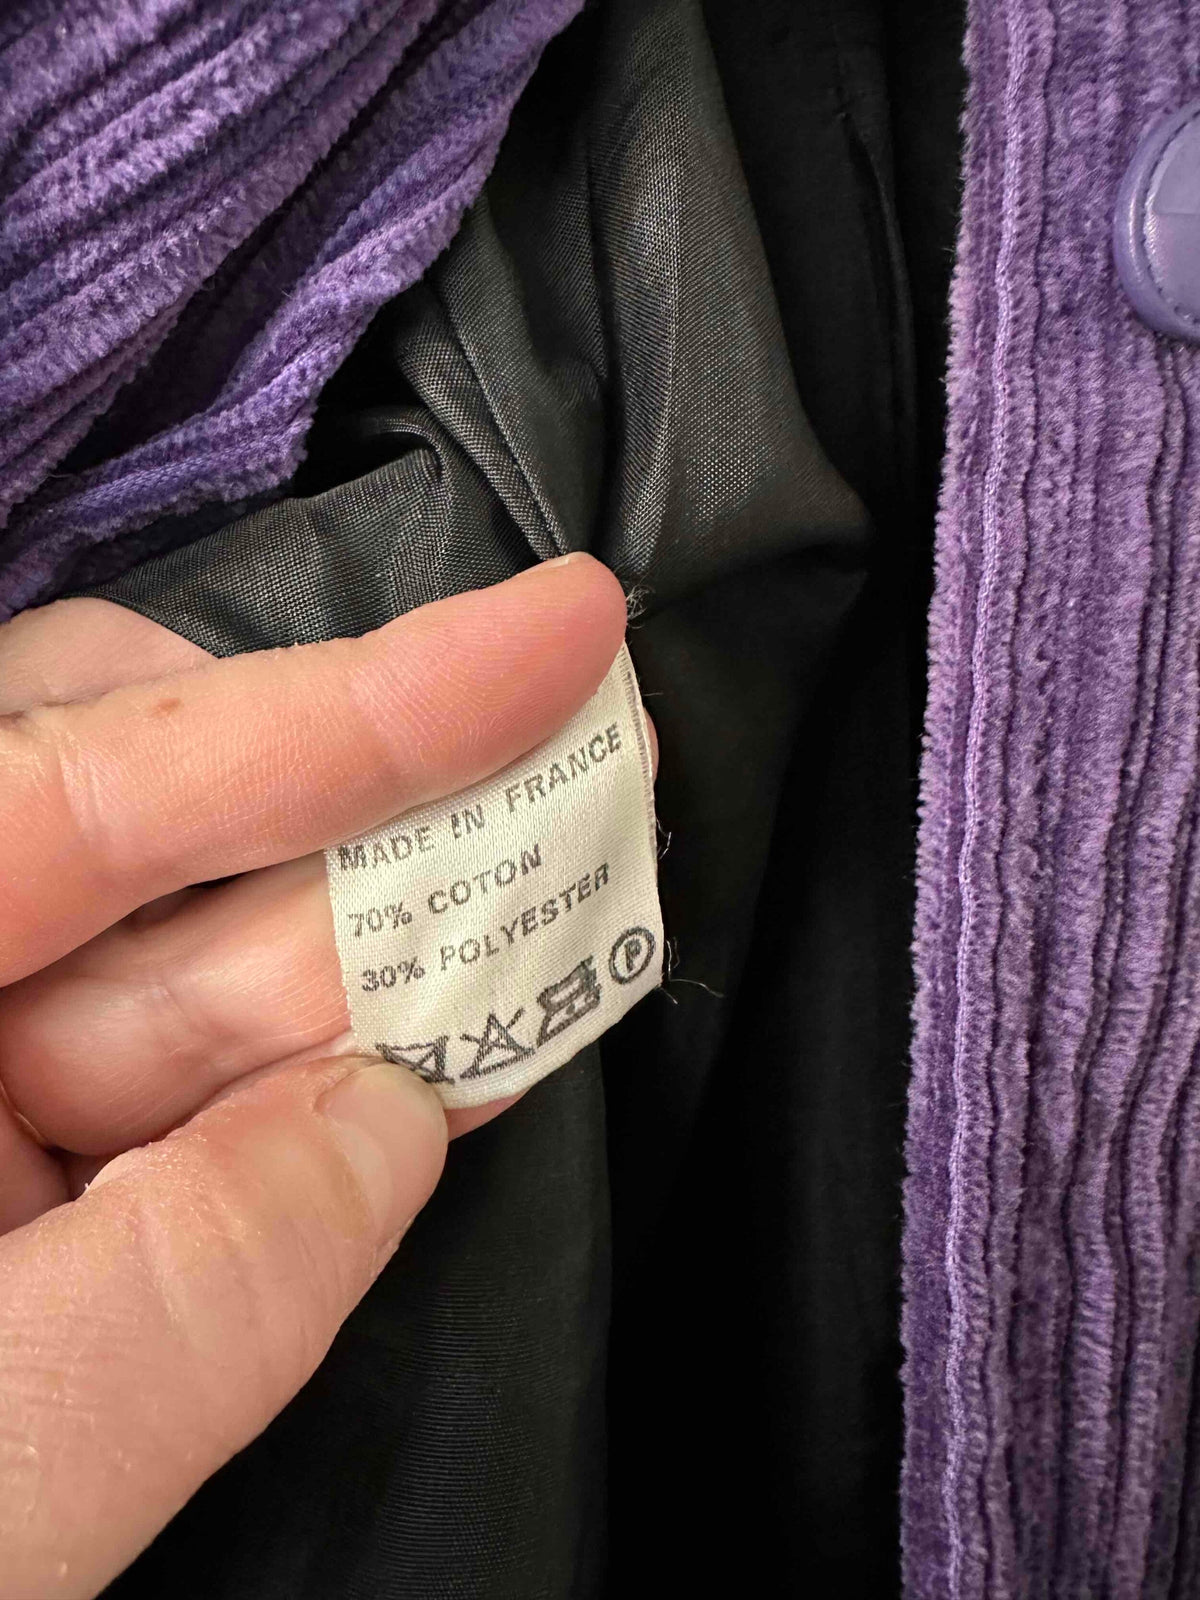 MADE IN FRANCE
70% COTON
30% POLYESTER
P